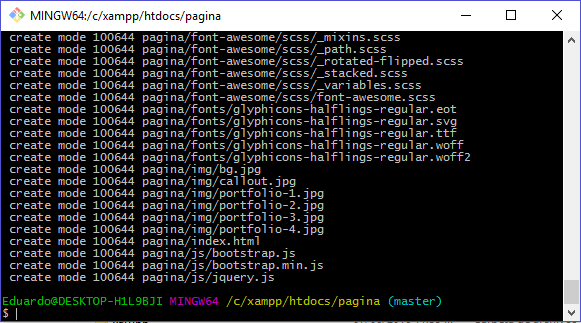 MINGW64:/c/xampp/htdocs/pagina
create mode 100644 pagina/font-awesome/scss/_mixins.scss
create mode 100644 pagina/font-awesome/scss/_path.scss
create mode 100644 pagina/font-awesome/scss/_rotated-flipped.scss
create mode 100644 pagina/font-awesome/scss/_stacked.scss
create mode 100644 pagina/font-awesome/scss/_variables.scss
create mode 100644 pagina/font-awesome/scss/font-awesome.scss
create mode 100644 pagina/fonts/glyphicons-halflings-regular.eot
create mode 100644 pagina/fonts/glyphicons-halflings-regular.svg
create mode 100644 pagina/fonts/glyphicons-halflings-regular.ttf
create mode 100644 pagina/fonts/glyphicons-halflings-regular.woff
create mode 100644 pagina/fonts/glyphicons-halflings-regular.woff2
create mode 100644 pagina/img/bg.jpg
create mode 100644 pagina/img/callout.jpg
create mode 100644 pagina/img/portfolio-1.jpg
create mode 100644 pagina/img/portfolio-2.jpg
create mode 100644 pagina/img/portfolio-3.jpg
create mode 100644 pagina/img/portfolio-4.jpg
create mode 100644 pagina/index.html
create mode 100644 pagina/js/bootstrap.js
create mode 100644 pagina/js/bootstrap.min.js
create mode 100644 pagina/js/jquery.js
Eduardo@DESKTOP-H1L9BJI MINGW64 /c/xampp/htdocs/pagina (master)
$